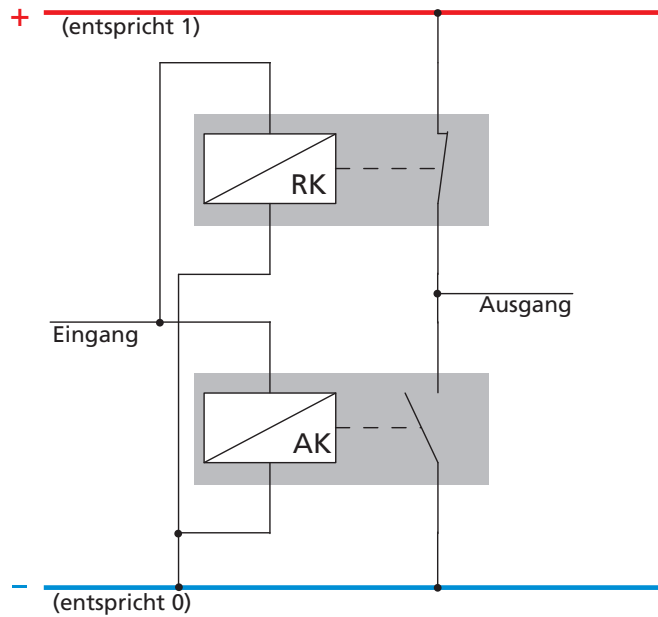 +
(entspricht 1)
RK
Ausgang
Eingang
AK
–
(entspricht 0)